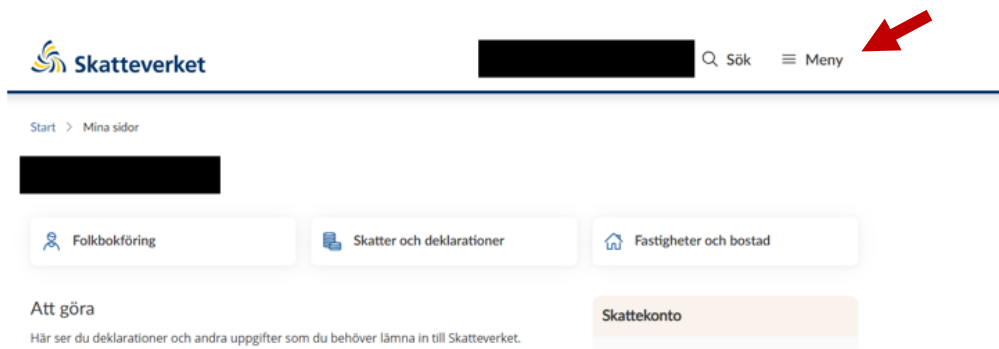 Skatteverket
Sök
Meny
Start > Mina sidor
Folkbokföring
Skatter och deklarationer
Fastigheter och bostad
Att göra
Här ser du deklarationer och andra uppgifter som du behöver lämna in till Skatteverket.
Skattekonto